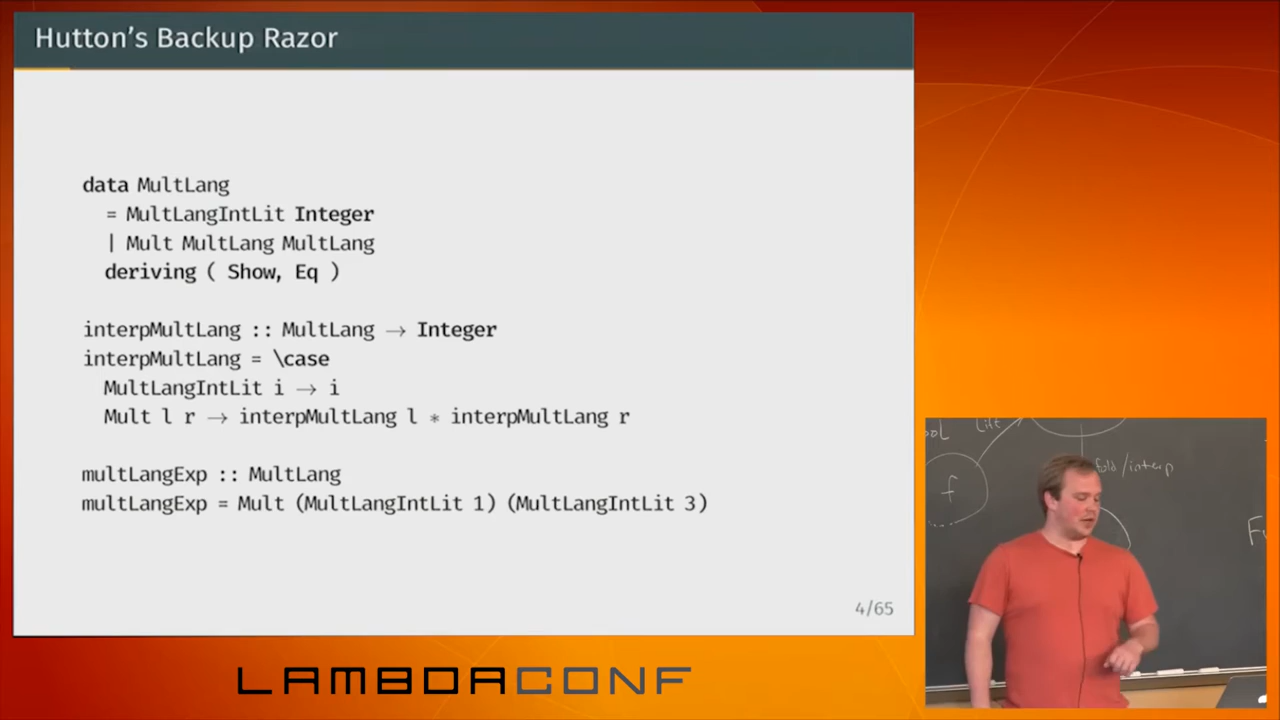 Hutton's Backup Razor
data MultLang
= MultLangIntLit Integer
| Mult MultLang MultLang
deriving ( Show, Eq )
interpMultLang :: MultLang → Integer
interpMultLang = \case
MultLangIntLit i → i
Mult l r → interpMultLang l * interpMultLang r
multLangExp :: MultLang
multLangExp = Mult (MultLangIntLit 1) (MultLangIntLit 3)
4/65
Lift
fold/interp
f
LAMBDACONF